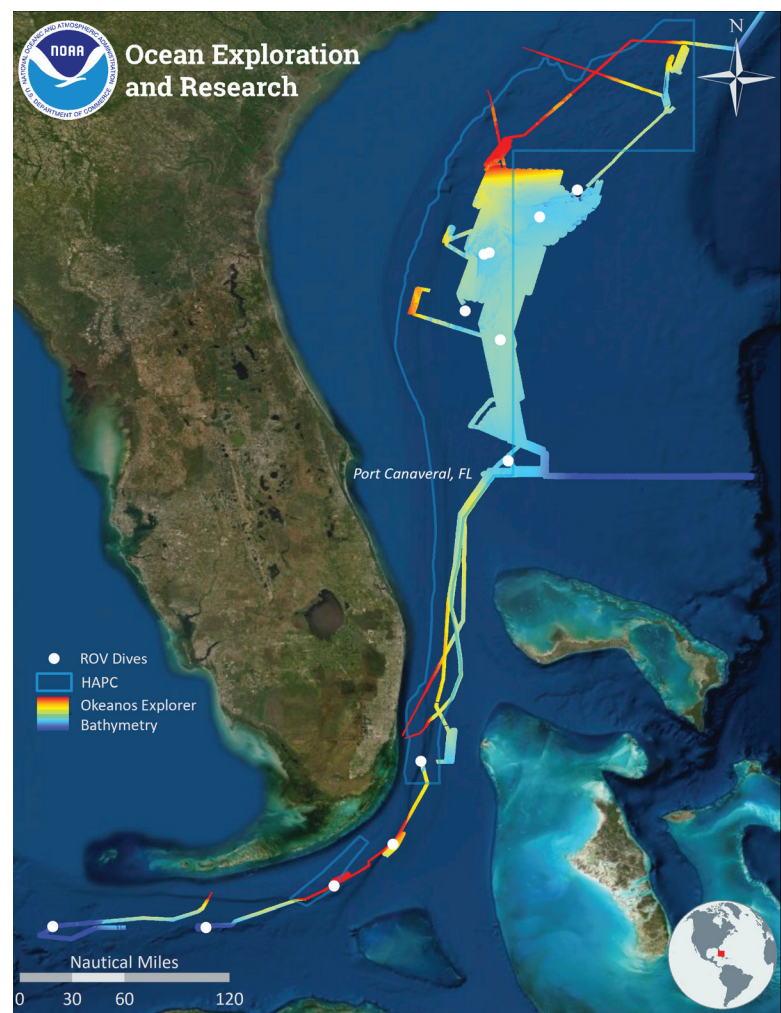 NATIONAL OCEANIC AND ATMOSPHERIC ADMINISTRATION
NOAA
U.S. DEPARTMENT OF COMMERCE
Ocean Exploration
and Research
N
Port Canaveral, FL
ROV Dives
HAPC
Okeanos Explorer
Bathymetry
Nautical Miles
0 30 60 120